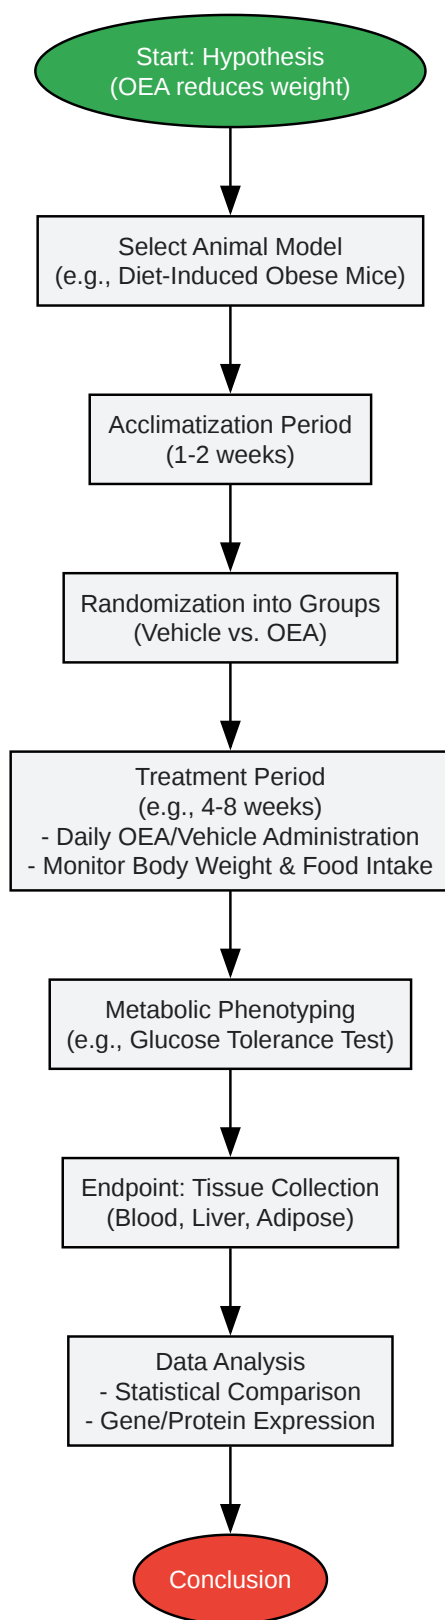 Start: Hypothesis
(OEA reduces weight)
Select Animal Model
(e.g., Diet-Induced Obese Mice)
Acclimatization Period
(1-2 weeks)
Randomization into Groups
(Vehicle vs. OEA)
Treatment Period
(e.g., 4-8 weeks)
- Daily OEA/Vehicle Administration
- Monitor Body Weight & Food Intake
Metabolic Phenotyping
(e.g., Glucose Tolerance Test)
Endpoint: Tissue Collection
(Blood, Liver, Adipose)
Data Analysis
- Statistical Comparison
- Gene/Protein Expression
Conclusion